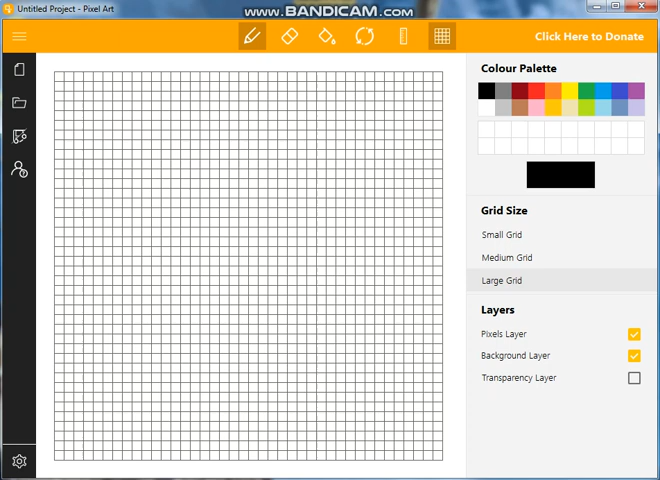 Untitled Project - Pixel Art
www.BANDICAM.com
Click Here to Donate
Colour Palette
Grid Size
Small Grid
Medium Grid
Large Grid
Layers
Pixels Layer
Background Layer
Transparency Layer